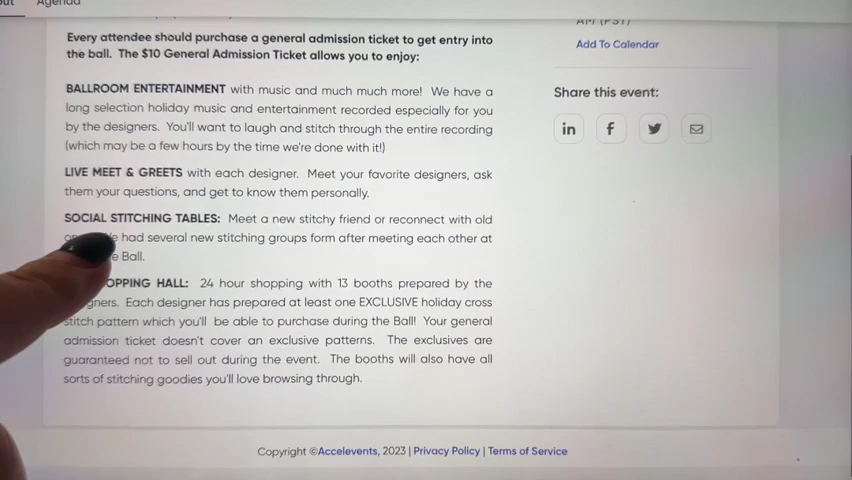 Agenda
Every attendee should purchase a general admission ticket to get entry into
the ball. The $10 General Admission Ticket allows you to enjoy:
BALLROOM ENTERTAINMENT with music and much much more! We have a
long selection holiday music and entertainment recorded especially for you
by the designers. You'll want to laugh and stitch through the entire recording
(which may be a few hours by the time we're done with it!)
LIVE MEET & GREETS with each designer. Meet your favorite designers, ask
them your questions, and get to know them personally.
SOCIAL STITCHING TABLES: Meet a new stitchy friend or reconnect with old
had several new stitching groups form after meeting each other at
Ball.
HALL: 24 hour shopping with 13 booths prepared by the
Each designer has prepared at least one EXCLUSIVE holiday cross
stitch pattern which you'll be able to purchase during the Ball! Your general
admission ticket doesn't cover an exclusive patterns. The exclusives are
guaranteed not to sell out during the event. The booths will also have all
sorts of stitching goodies you'll love browsing through.
AM (PST)
Add To Calendar
Share this event:
in f
Copyright ©Accelevents, 2023 | Privacy Policy | Terms of Service